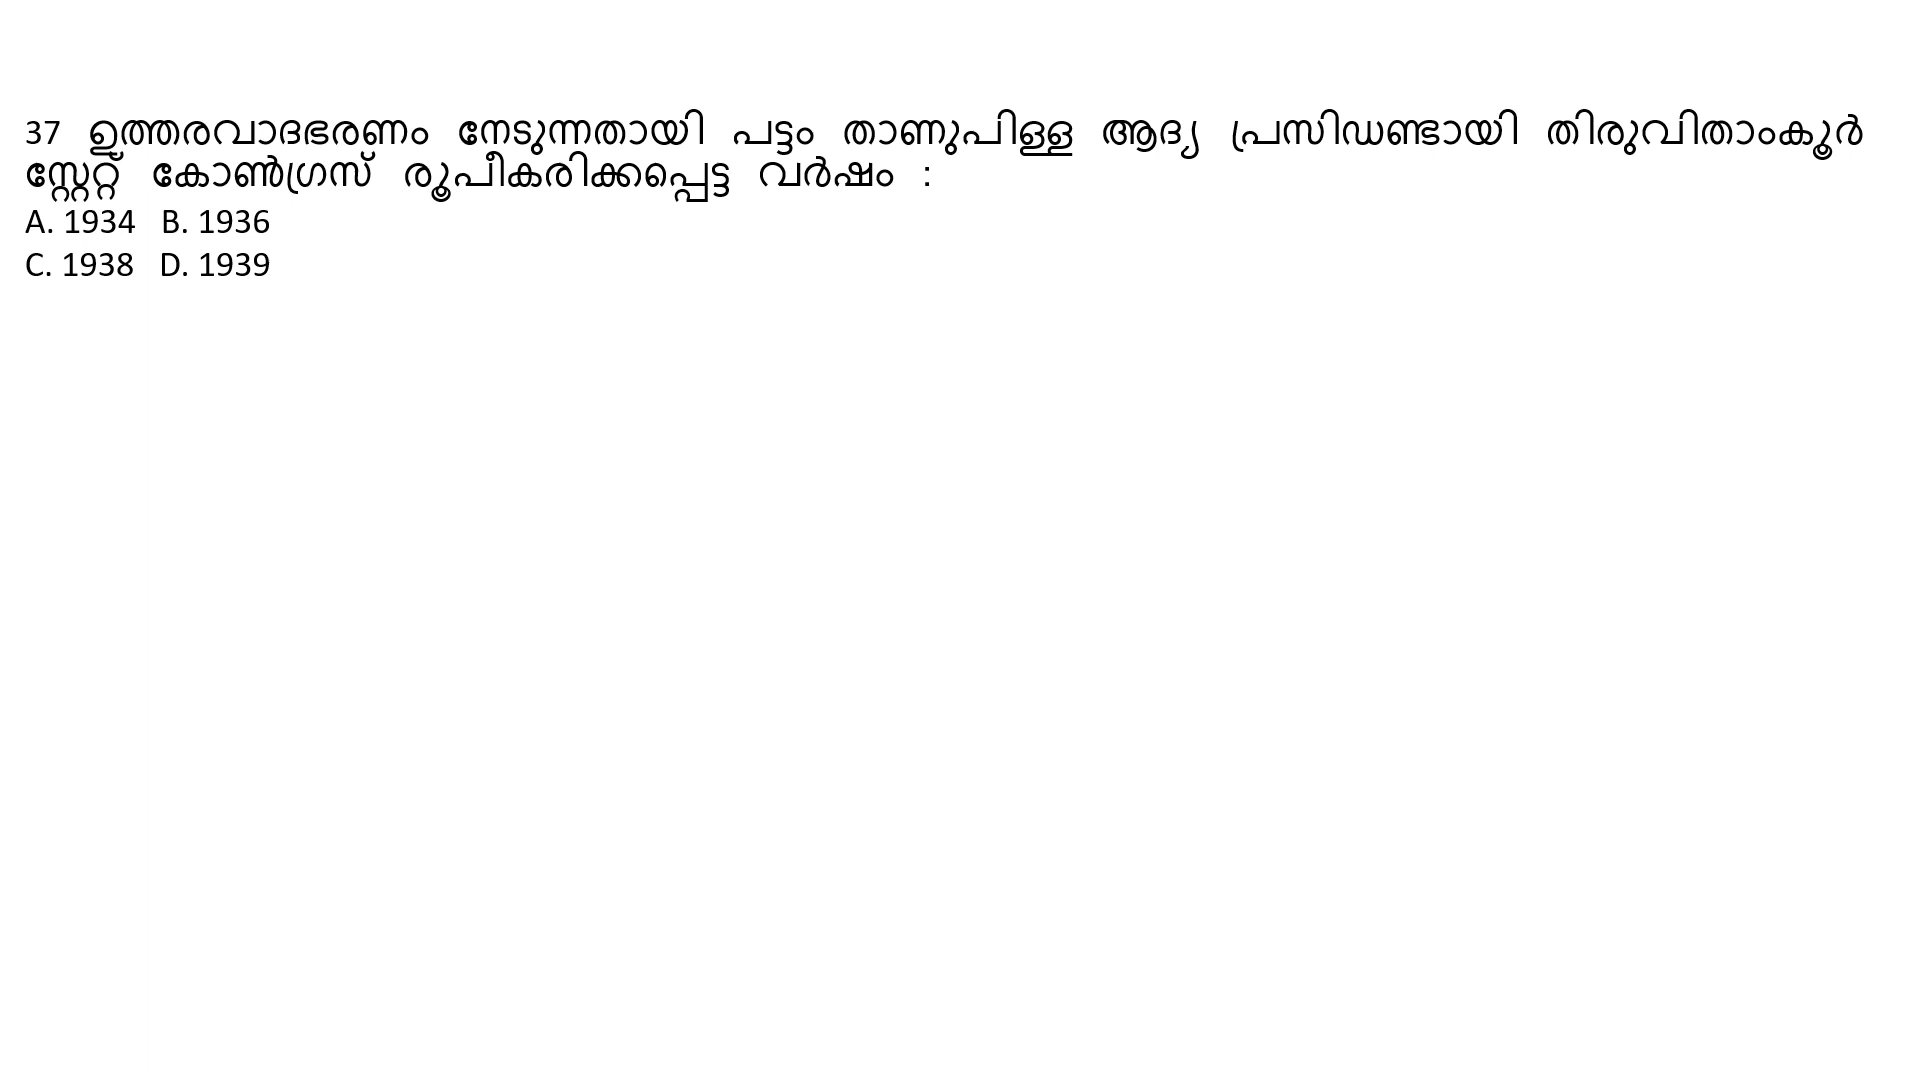 37 ഉത്തരവാദഭരണം നേടുന്നതായി പട്ടം താണുപിള്ള ആദ്യ പ്രസിഡണ്ടായി തിരുവിതാംകൂർ
സ്റ്റേറ്റ് കോൺഗ്രസ് രൂപീകരിക്കപ്പെട്ട വർഷം :
A. 1934 B. 1936
C. 1938 D. 1939